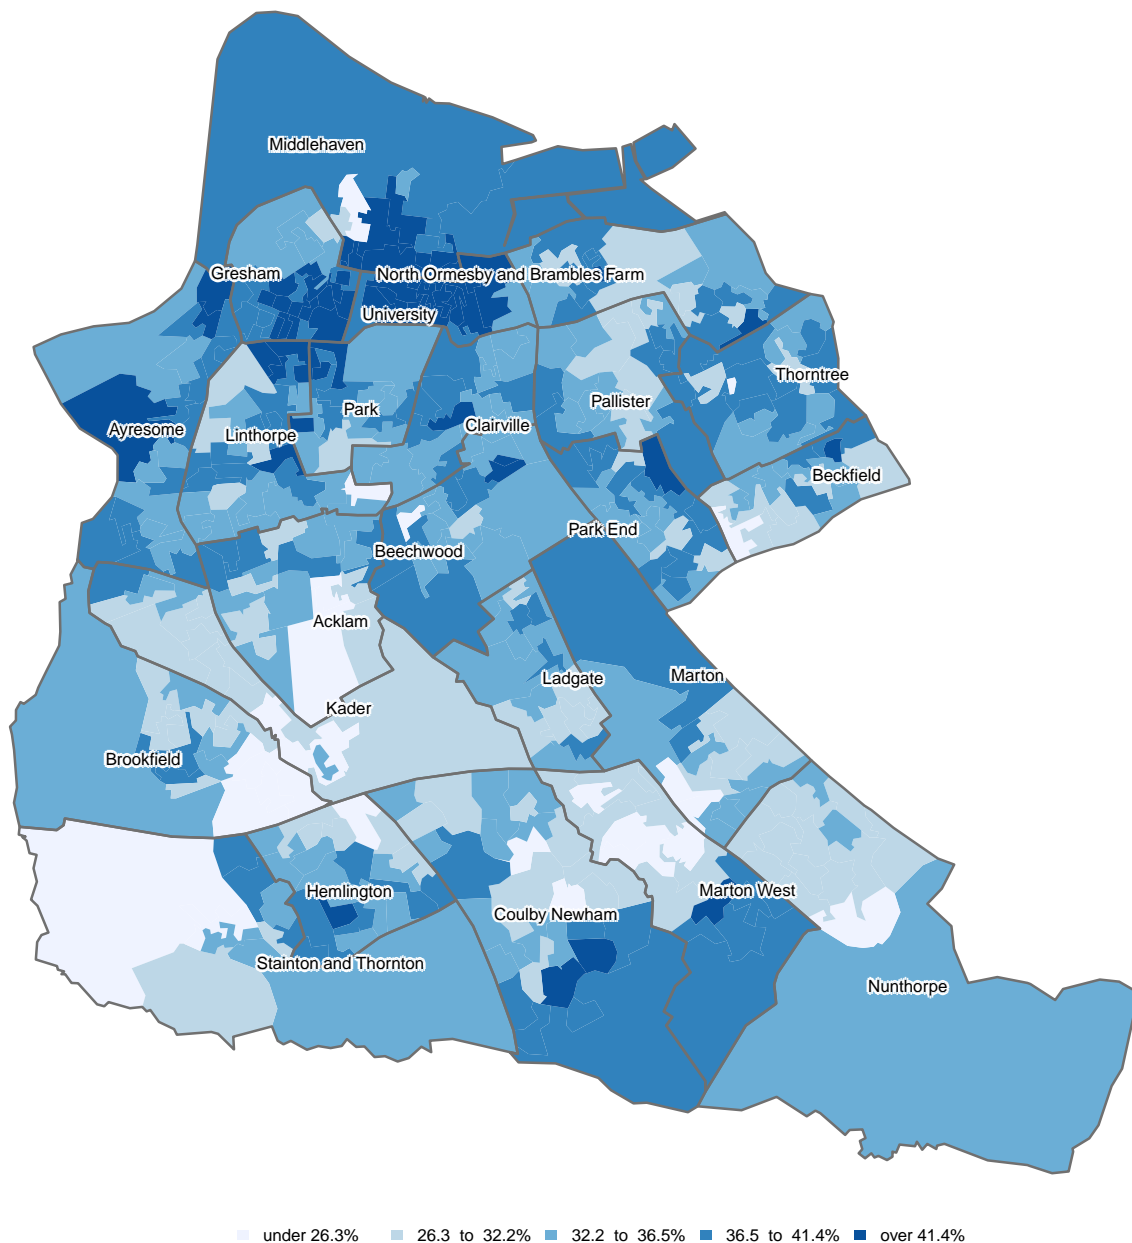 Middlehaven
Gresham
North Ormesby and Brambles Farm
University
Thorntree
Pallister
Park
Clairville
Ayresome
Linthorpe
Beckfield
Park End
Beechwood
Acklam
Ladgate
Marton
Kader
Brookfield
Hemlington
Marton West
Coulby Newham
Stainton and Thornton
Nunthorpe
under 26.3%
26.3 to 32.2%
32.2 to 36.5%
36.5 to 41.4%
over 41.4%